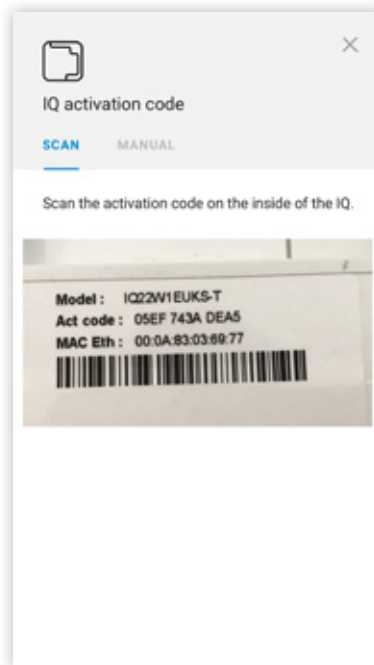 IQ activation code
SCAN MANUAL
Scan the activation code on the inside of the IQ.
Model : IQ22W1EUKS-T
Act code : 05EF 743A DEA5
MAC Eth : 00:0A:83:03:69:77